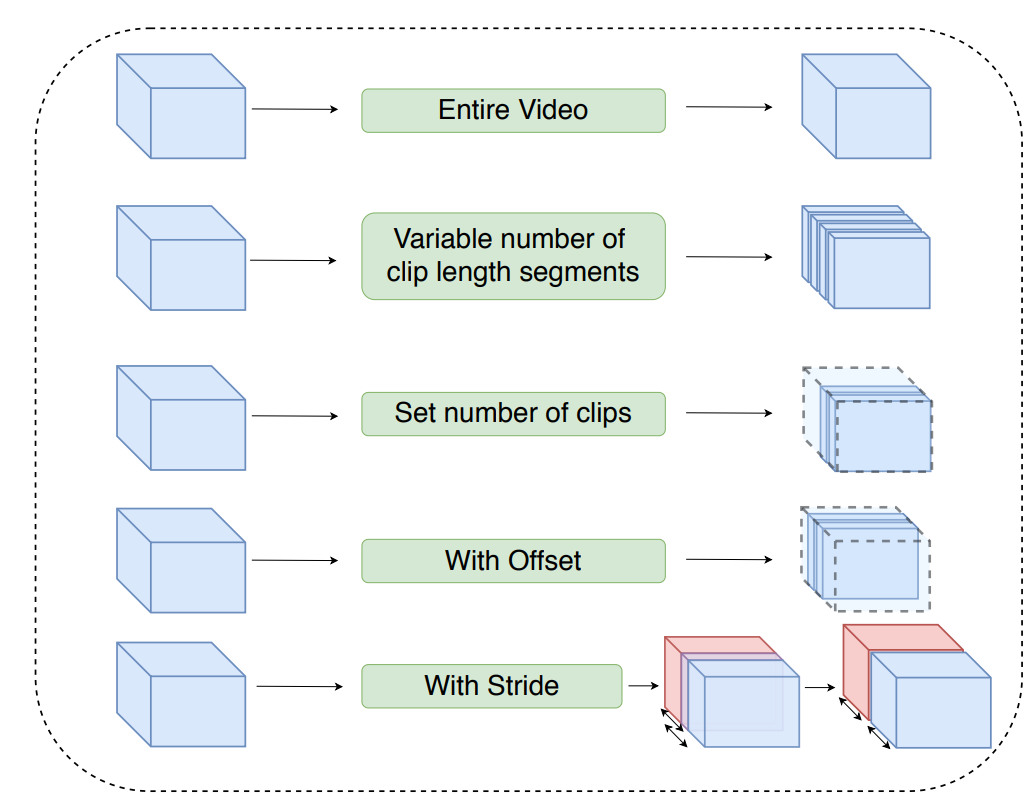 Entire Video
Variable number of
clip length segments
Set number of clips
With Offset
With Stride